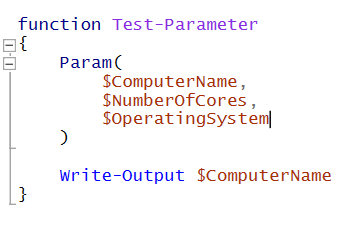 function Test-Parameter
{
    Param(
        $ComputerName,
        $NumberOfCores,
        $OperatingSystem
    )

    Write-Output $ComputerName
}